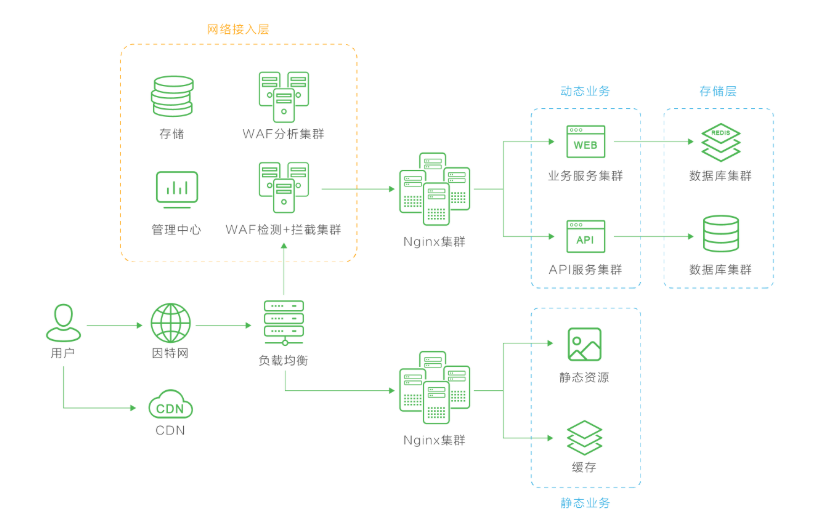 网络接入层
存储
WAF分析集群
管理中心
WAF检测+拦截集群
Nginx集群
动态业务
WEB
业务服务集群
API
API服务集群
存储层
REDIS
数据库集群
数据库集群
用户
因特网
负载均衡
CDN
CDN
Nginx集群
静态资源
缓存
静态业务